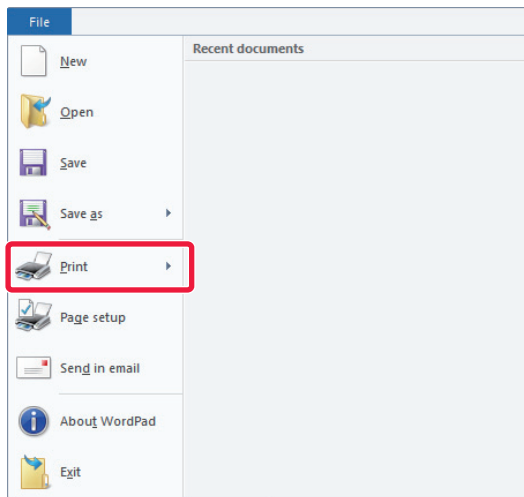 File
Recent documents
New
Open
Save
Save as
Print
Page setup
Send in email
About WordPad
Exit